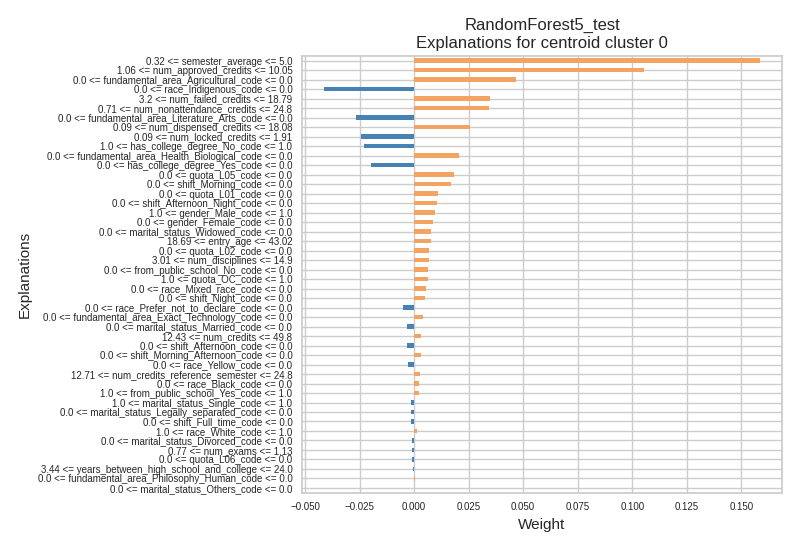 RandomForest5_test
Explanations for centroid cluster 0
0.32 <= semester_average <= 5.0
1.06 <= num_approved_credits <= 10.05
0.0 <= fundamental_area_Agricultural_code <= 0.0
0.0 <= race_Indigenous_code <= 0.0
3.2 <= num_failed_credits <= 18.79
0.71 <= num_nonattendance_credits <= 24.8
0.0 <= fundamental_area_Literature_Arts_code <= 0.0
0.09 <= num_dispensed_credits <= 18.08
0.09 <= num_locked_credits <= 1.91
1.0 <= has_college_degree_No_code <= 1.0
0.0 <= fundamental_area_Health_Biological_code <= 0.0
0.0 <= has_college_degree_Yes_code <= 0.0
0.0 <= quota_L05_code <= 0.0
0.0 <= shift_Morning_code <= 0.0
0.0 <= quota_L01_code <= 0.0
0.0 <= shift_Afternoon_Night_code <= 0.0
1.0 <= gender_Male_code <= 1.0
0.0 <= gender_Female_code <= 0.0
0.0 <= marital_status_Widowed_code <= 0.0
18.69 <= entry_age <= 43.02
0.0 <= quota_L02_code <= 0.0
3.01 <= num_disciplines <= 14.9
0.0 <= from_public_school_No_code <= 0.0
1.0 <= quota_OC_code <= 1.0
0.0 <= race_Mixed_race_code <= 0.0
0.0 <= shift_Night_code <= 0.0
0.0 <= race_Prefer_not_to_declare_code <= 0.0
0.0 <= fundamental_area_Exact_Technology_code <= 0.0
0.0 <= marital_status_Married_code <= 0.0
12.43 <= num_credits <= 49.8
0.0 <= shift_Afternoon_code <= 0.0
0.0 <= shift_Morning_Afternoon_code <= 0.0
0.0 <= race_Yellow_code <= 0.0
12.71 <= num_credits_reference_semester <= 24.8
0.0 <= race_Black_code <= 0.0
1.0 <= from_public_school_Yes_code <= 1.0
1.0 <= marital_status_Single_code <= 1.0
0.0 <= marital_status_Legally_separated_code <= 0.0
0.0 <= shift_Full_time_code <= 0.0
1.0 <= race_White_code <= 1.0
0.0 <= marital_status_Divorced_code <= 0.0
0.77 <= num_exams <= 1.13
0.0 <= quota_L06_code <= 0.0
3.44 <= years_between_high_school_and_college <= 24.0
0.0 <= fundamental_area_Philosophy_Human_code <= 0.0
0.0 <= marital_status_Others_code <= 0.0
Explanations
−0.050 −0.025 0.000 0.025 0.050 0.075 0.100 0.125 0.150
Weight